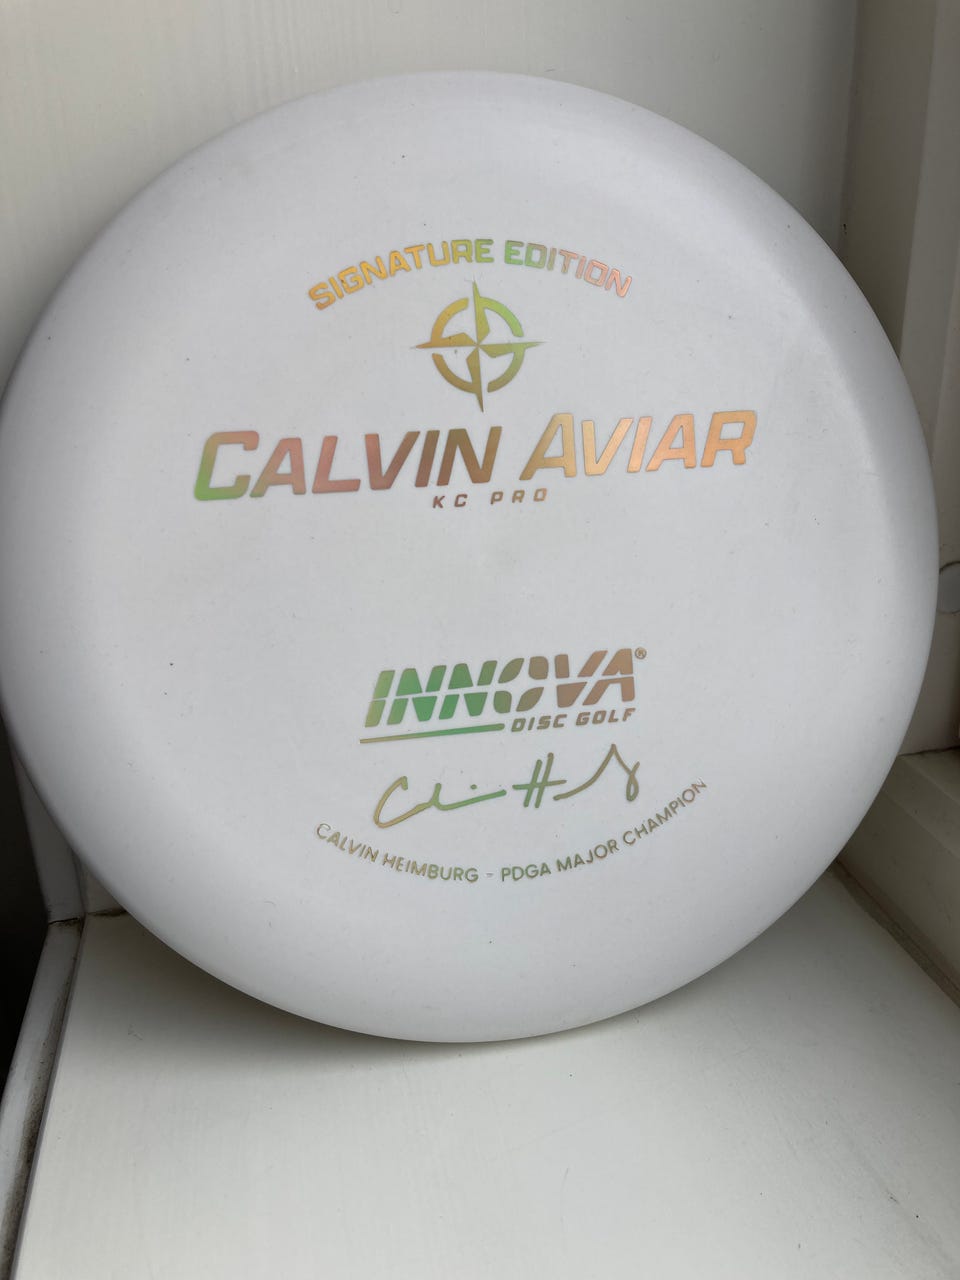 SIGNATURE EDITION
CALVIN AVIAR
KC PRO
INNOVA®
DISC GOLF
CALVIN HEIMBURG - PDGA MAJOR CHAMPION